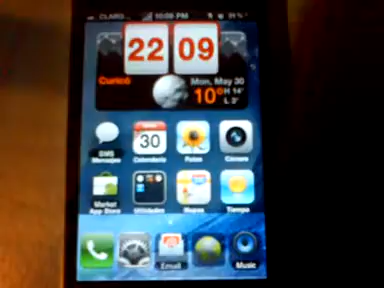 CLARO 10:09 PM
22 09
Curicó Mon, May 30
10° H 14°
L 3°
30
SMS
Mensajes Calendario Fotos Cámara
Market
App Store Utilidades Mapas Tiempo
Email Music